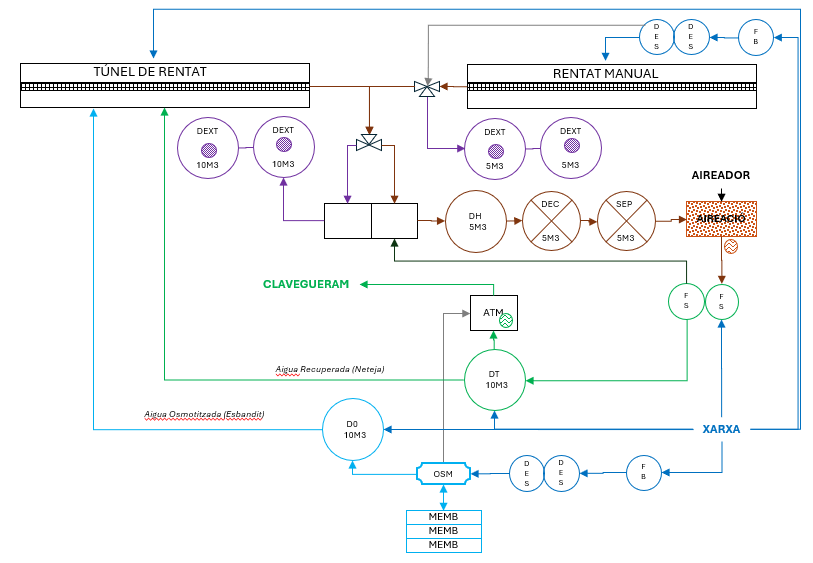 D
E
S
D
E
S
F
B
TÚNEL DE RENTAT
RENTAT MANUAL
DEXT
10M3
DEXT
10M3
DEXT
5M3
DEXT
5M3
AIREADOR
DH
5M3
DEC
5M3
SEP
5M3
AIREACIÓ
CLAVEGUERAM
F
S
F
S
ATM
Aigua Recuperada (Neteja)
DT
10M3
Aigua Osmotitzada (Esbandit)
D0
10M3
XARXA
OSM
D
E
S
D
E
S
F
B
MEMB
MEMB
MEMB